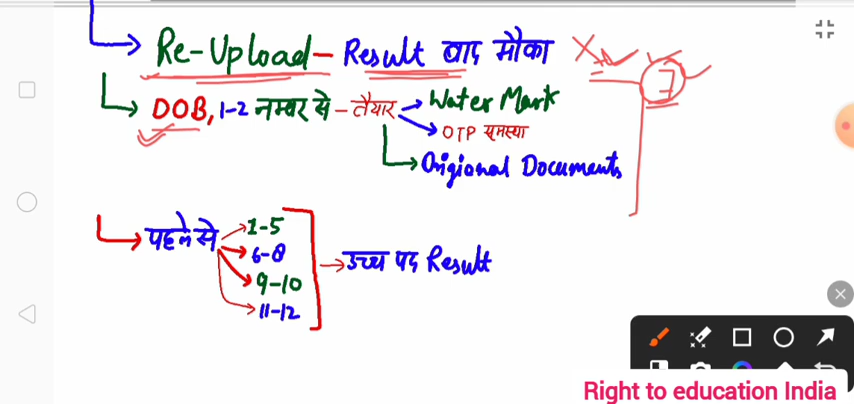 Re-Upload - Result बाद मौका
DOB, 1-2 नम्बर से - तैयार
Water Mark
OTP समस्या
Origional Documents
पहले से
1-5
6-8
9-10
11-12
उच्च पद Result
Right to education India